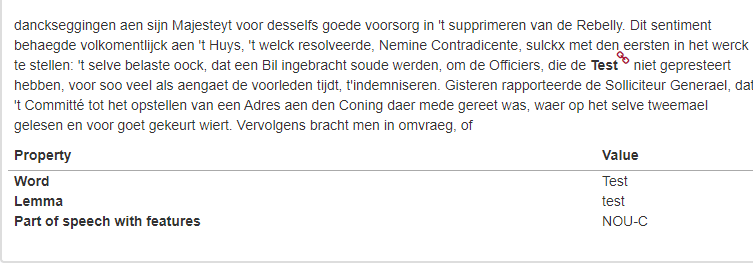 danckseggingen aen sijn Majesteyt voor desselfs goede voorsorg in 't supprimeren van de Rebelly. Dit sentiment
behaegde volkomentlijck aen 't Huys, 't welck resolveerde, Nemine Contradicente, sulckx met den eersten in het werck
te stellen: 't selve belaste oock, dat een Bil ingebracht soude werden, om de Officiers, die de Test niet gepresteert
hebben, voor soo veel als aengaet de voorleden tijdt, t'indemniseren. Gisteren rapporteerde de Solliciteur Generael, dat
't Committé tot het opstellen van een Adres aen den Coning daer mede gereet was, waer op het selve tweemael
gelesen en voor goet gekeurt wiert. Vervolgens bracht men in omvraeg, of
Property Value
Word Test
Lemma test
Part of speech with features NOU-C